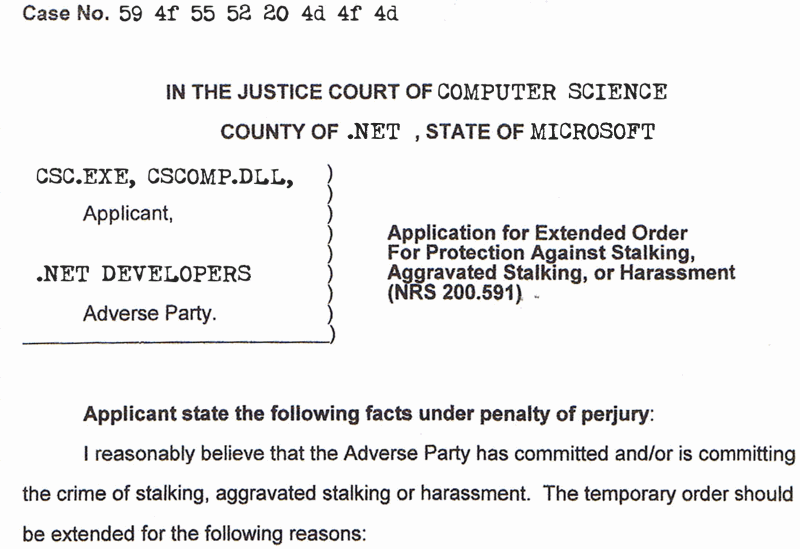 Case No. 59 4f 55 52 20 4d 4f 4d
IN THE JUSTICE COURT OF COMPUTER SCIENCE
COUNTY OF .NET , STATE OF MICROSOFT
CSC.EXE, CSCOMP.DLL,
Applicant,
.NET DEVELOPERS
Adverse Party.
Application for Extended Order
For Protection Against Stalking,
Aggravated Stalking, or Harassment
(NRS 200.591)
Applicant state the following facts under penalty of perjury:
I reasonably believe that the Adverse Party has committed and/or is committing
the crime of stalking, aggravated stalking or harassment. The temporary order should
be extended for the following reasons: